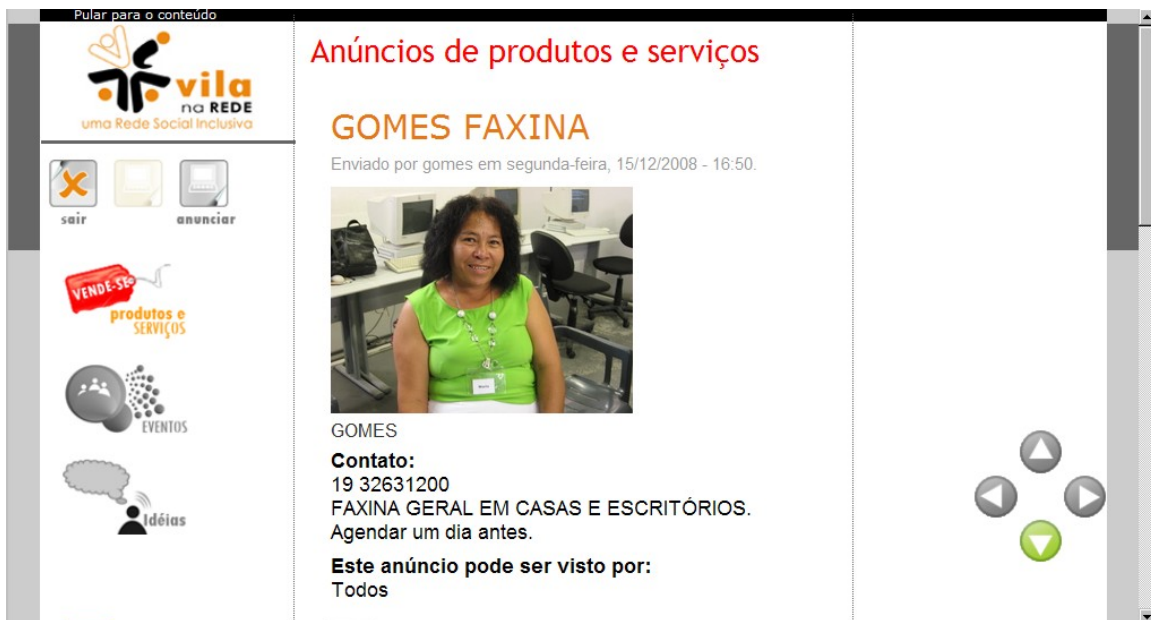 Pular para o conteúdo
vila
na REDE
uma Rede Social Inclusiva
sair
anunciar
VENDE-SE
produtos e
SERVIÇOS
EVENTOS
Idéias
Anúncios de produtos e serviços
GOMES FAXINA
Enviado por gomes em segunda-feira, 15/12/2008 - 16:50.
GOMES
Contato:
19 32631200
FAXINA GERAL EM CASAS E ESCRITÓRIOS.
Agendar um dia antes.
Este anúncio pode ser visto por:
Todos